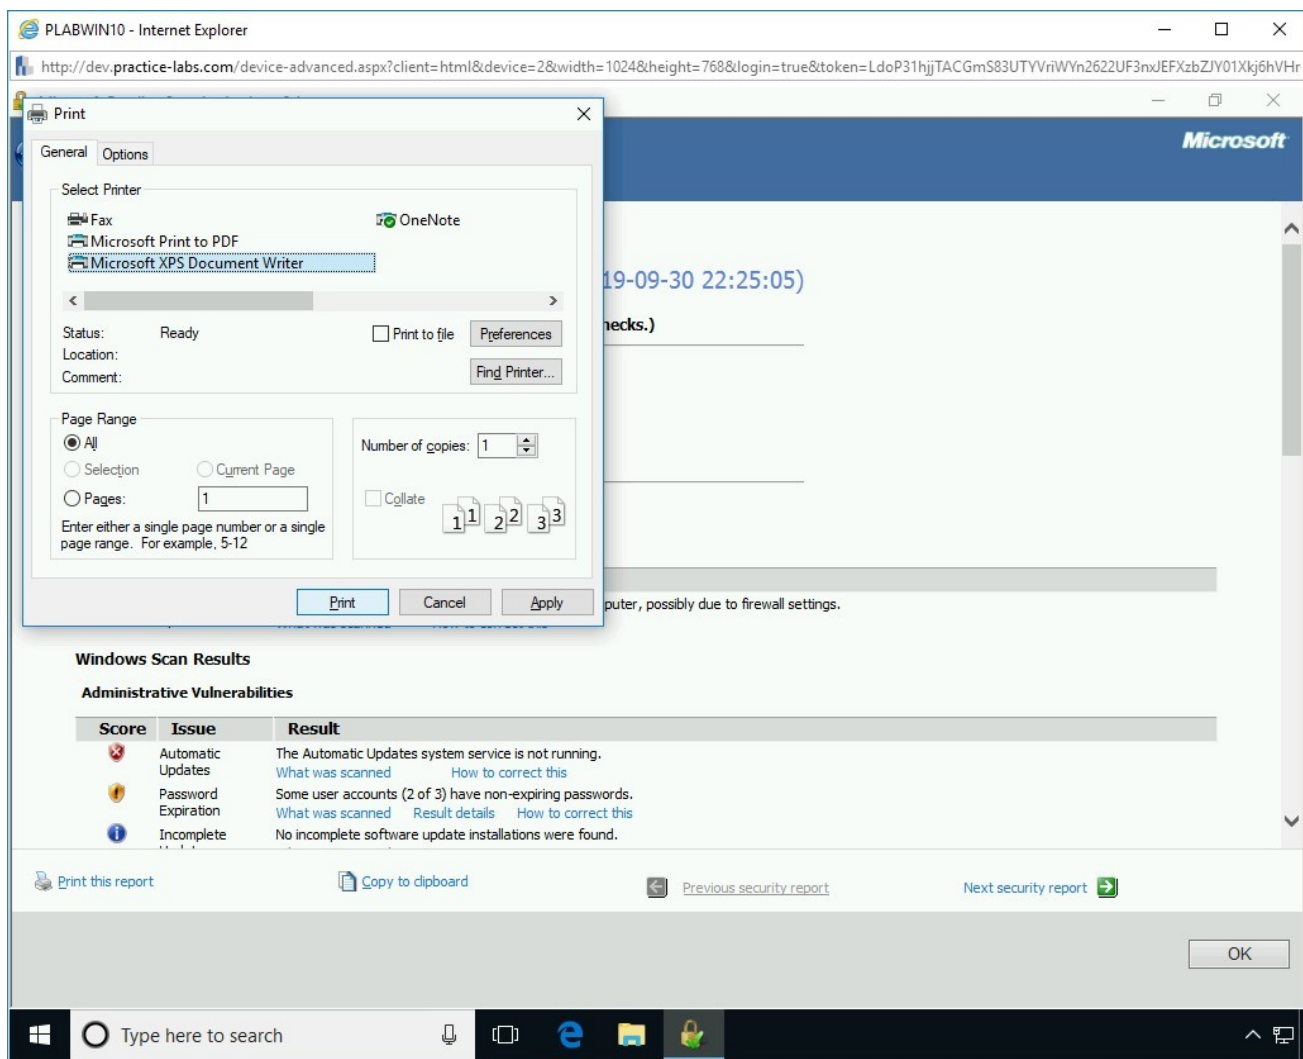 PLABWIN10 - Internet Explorer
http://dev.practice-labs.com/device-advanced.aspx?client=html&device=2&width=1024&height=768&login=true&token=LdoP31hjjTACGmS83UTYVriWYn2622UF3nxJEFXzbZJY01Xkj6hVHr
Print
Microsoft
General Options
Select Printer
Fax OneNote
Microsoft Print to PDF
Microsoft XPS Document Writer
19-09-30 22:25:05)
hecks.)
Status: Ready Print to file Preferences
Location:
Comment: Find Printer...
Page Range
All
Number of copies: 1
Selection Current Page
Pages: 1 Collate
1 1 2 2 3 3
Enter either a single page number or a single
page range. For example, 5-12
Print Cancel Apply
puter, possibly due to firewall settings.
Windows Scan Results
Administrative Vulnerabilities
Score Issue Result
Automatic Updates The Automatic Updates system service is not running.
What was scanned How to correct this
Password Expiration Some user accounts (2 of 3) have non-expiring passwords.
What was scanned Result details How to correct this
Incomplete No incomplete software update installations were found.
Print this report Copy to clipboard Previous security report Next security report
OK
Type here to search